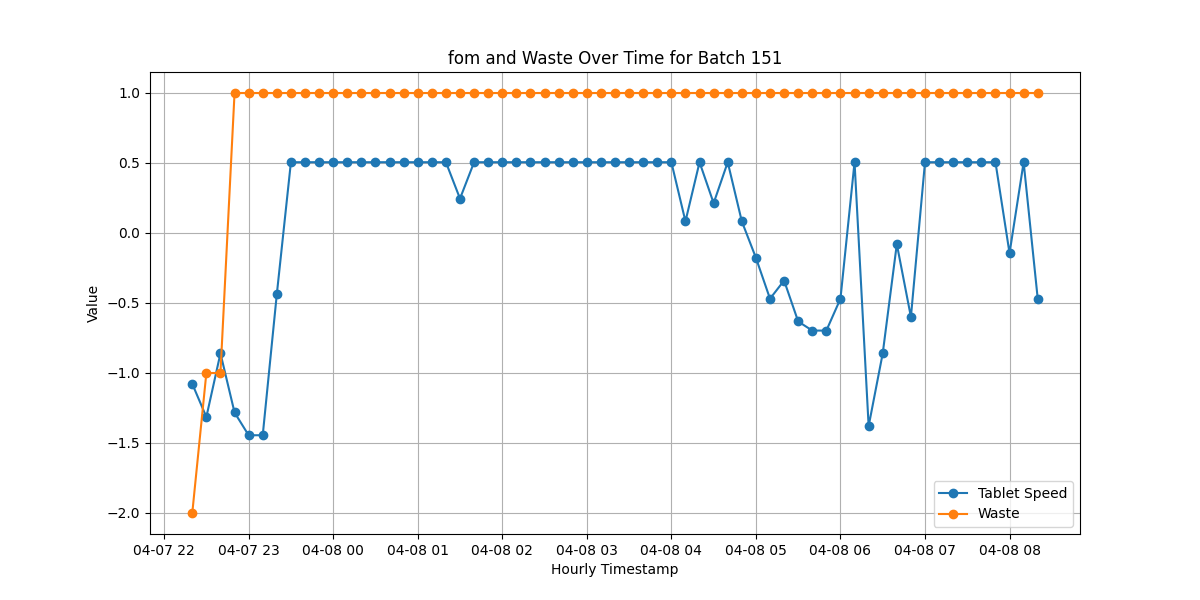 fom and Waste Over Time for Batch 151
1.0
0.5
0.0
−0.5
−1.0
−1.5
−2.0
Value
Tablet Speed
Waste
04-07 22 04-07 23 04-08 00 04-08 01 04-08 02 04-08 03 04-08 04 04-08 05 04-08 06 04-08 07 04-08 08
Hourly Timestamp